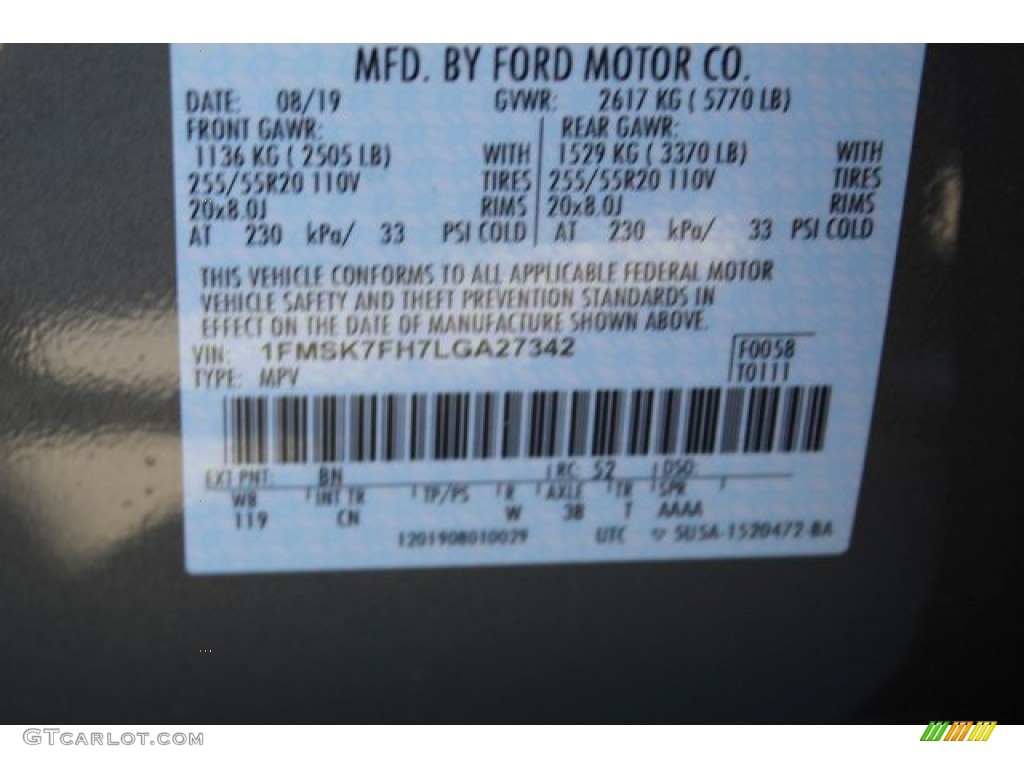 MFD. BY FORD MOTOR CO.
DATE: 08/19 GVWR: 2617 KG ( 5770 LB)
FRONT GAWR: REAR GAWR:
1136 KG ( 2505 LB) WITH 1529 KG ( 3370 LB) WITH
255/55R20 110V TIRES 255/55R20 110V TIRES
20x8.0J RIMS 20x8.0J RIMS
AT 230 kPa/ 33 PSI COLD AT 230 kPa/ 33 PSI COLD
THIS VEHICLE CONFORMS TO ALL APPLICABLE FEDERAL MOTOR
VEHICLE SAFETY AND THEFT PREVENTION STANDARDS IN
EFFECT ON THE DATE OF MANUFACTURE SHOWN ABOVE.
VIN: 1FMSK7FH7LGA27342 F0058
TYPE: MPV T0111
EXT PNT: BN RC: 52 DSO:
WB INT TR TP/PS R AXLE TR SPR
119 CN W 3B T AAAA
1201908010029 UTC ▽ 5USA-1520472-BA
GTCarlot.com